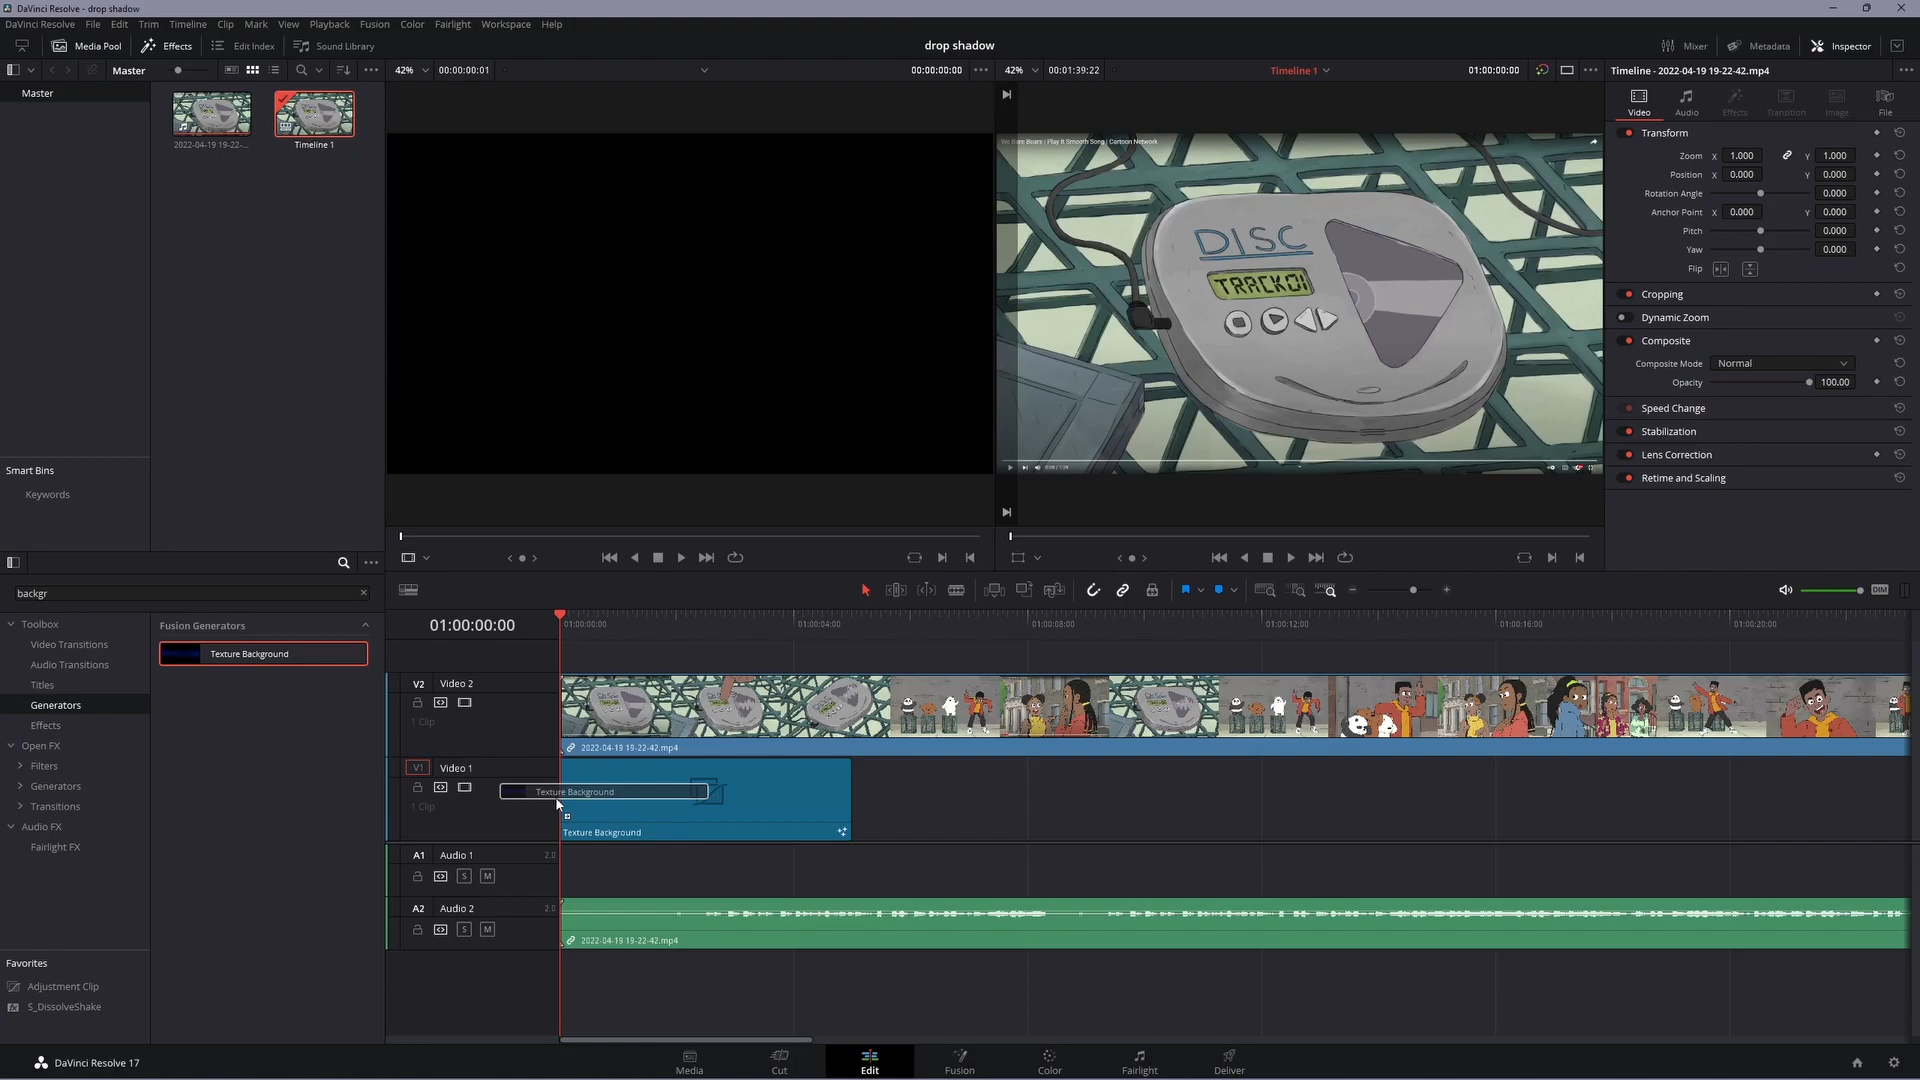 DaVinci Resolve - drop shadow
DaVinci Resolve File Edit Trim Timeline Clip Mark View Playback Fusion Color Fairlight Workspace Help
Media Pool Effects Edit Index Sound Library drop shadow Mixer Metadata Inspector
Master 42% 00:00:00:01 00:00:00:00 42% 00:01:39:22 Timeline 1 01:00:00:00 Timeline - 2022-04-19 19-22-42.mp4
Master
2022-04-19 19-22-...
Timeline 1
Smart Bins
Keywords
We Bare Bears | Play It Smooth Song | Cartoon Network
DISC
TRACK01
Video Audio Effects Transition Image File
Transform
Zoom X 1.000 Y 1.000
Position X 0.000 Y 0.000
Rotation Angle 0.000
Anchor Point X 0.000 Y 0.000
Pitch 0.000
Yaw 0.000
Flip
Cropping
Dynamic Zoom
Composite
Composite Mode Normal
Opacity 100.00
Speed Change
Stabilization
Lens Correction
Retime and Scaling
backgr
Toolbox
Video Transitions
Audio Transitions
Titles
Generators
Effects
Open FX
Filters
Generators
Transitions
Audio FX
Fairlight FX
Favorites
Adjustment Clip
S_DissolveShake
Fusion Generators
Texture Background
DIM
01:00:00:00 01:00:00:00 01:00:04:00 01:00:08:00 01:00:12:00 01:00:16:00 01:00:20:00
V2 Video 2
1 Clip
2022-04-19 19-22-42.mp4
V1 Video 1
1 Clip
Texture Background
Texture Background
A1 Audio 1 2.0
S M
A2 Audio 2 2.0
S M
2022-04-19 19-22-42.mp4
DaVinci Resolve 17
Media Cut Edit Fusion Color Fairlight Deliver